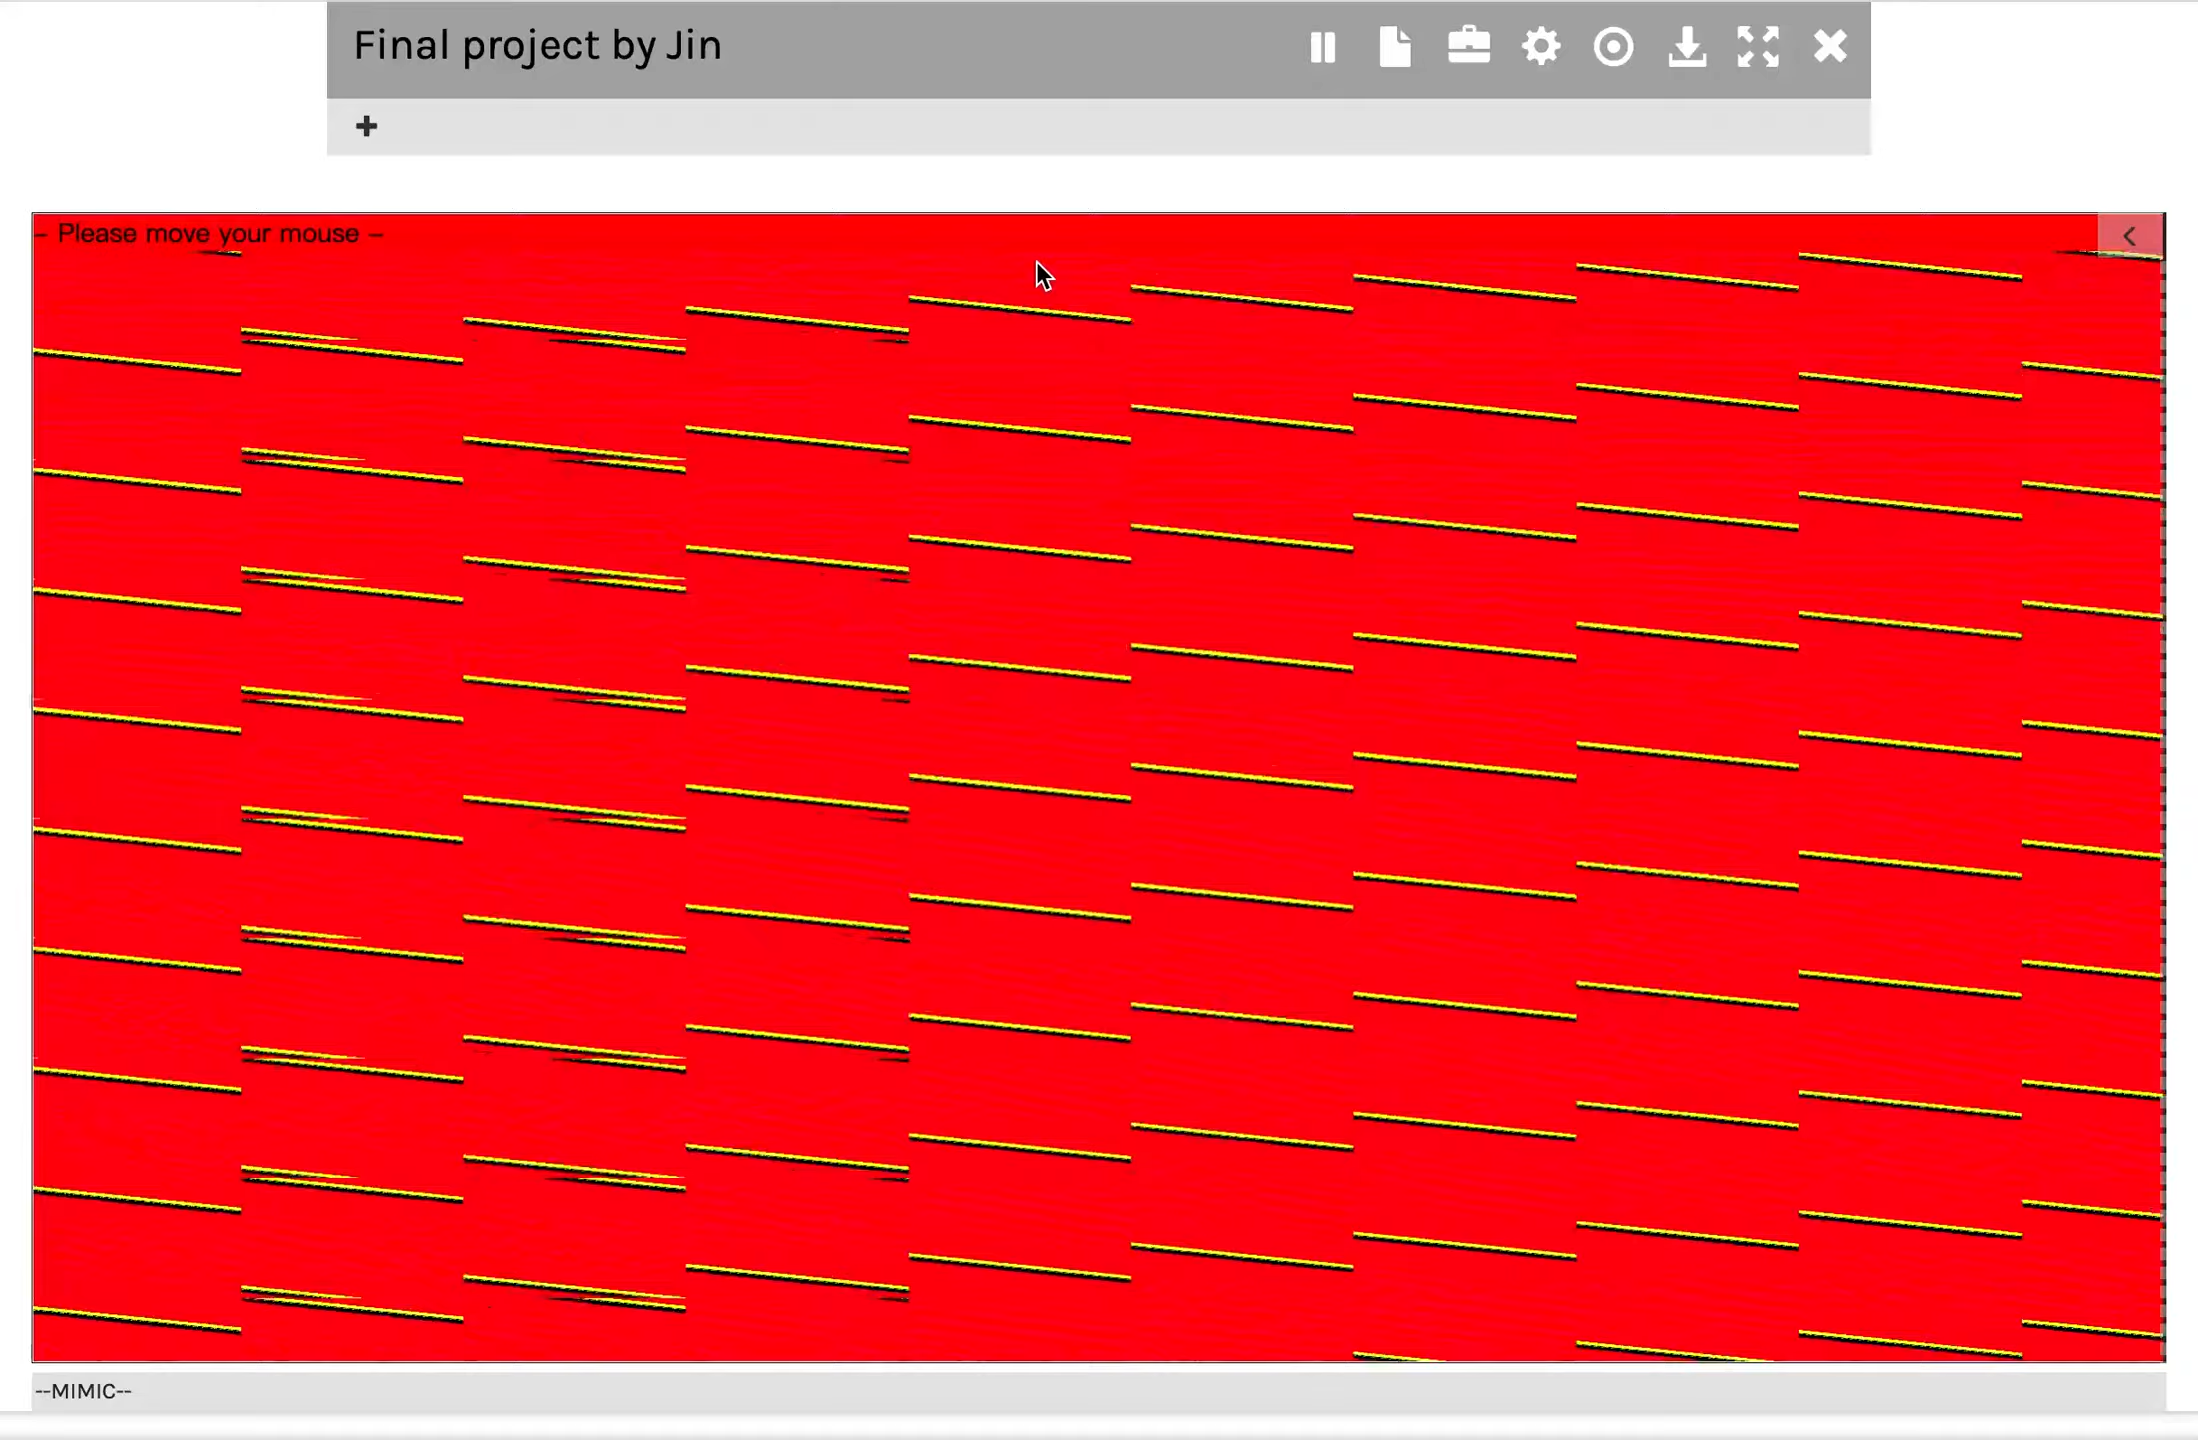 Final project by Jin
– Please move your mouse –
--MIMIC--